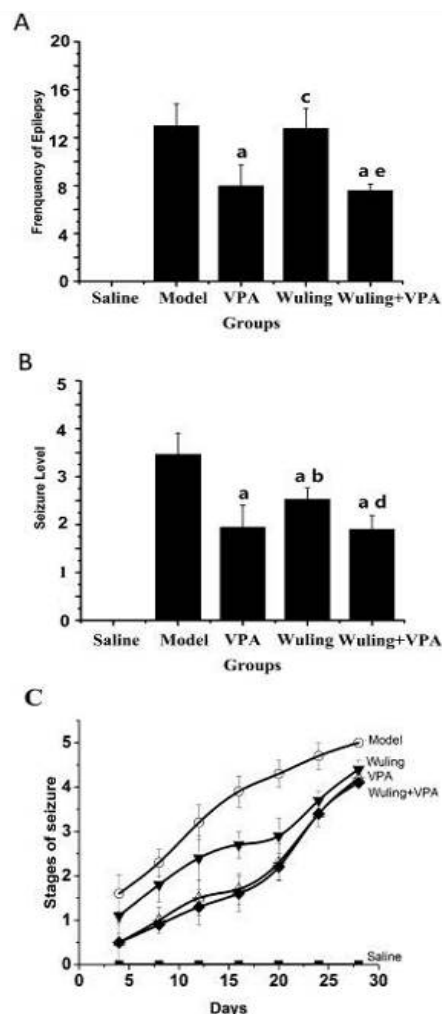 A
16
12
8
4
0
Frenquency of Epilepsy
a
c
a e
Saline Model VPA Wuling Wuling+VPA
Groups
B
5
4
3
2
1
0
Seizure Level
a
a b
a d
Saline Model VPA Wuling Wuling+VPA
Groups
C
5
4
3
2
1
0
Stages of seizure
Model
Wuling
VPA
Wuling+VPA
Saline
0 5 10 15 20 25 30
Days